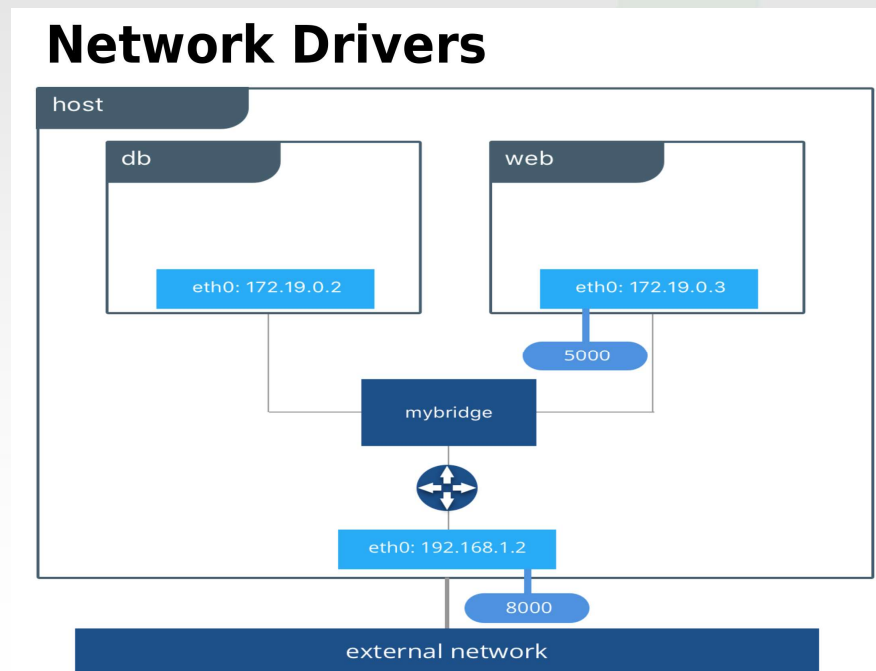 Network Drivers
host
db
web
eth0: 172.19.0.2
eth0: 172.19.0.3
5000
mybridge
eth0: 192.168.1.2
8000
external network